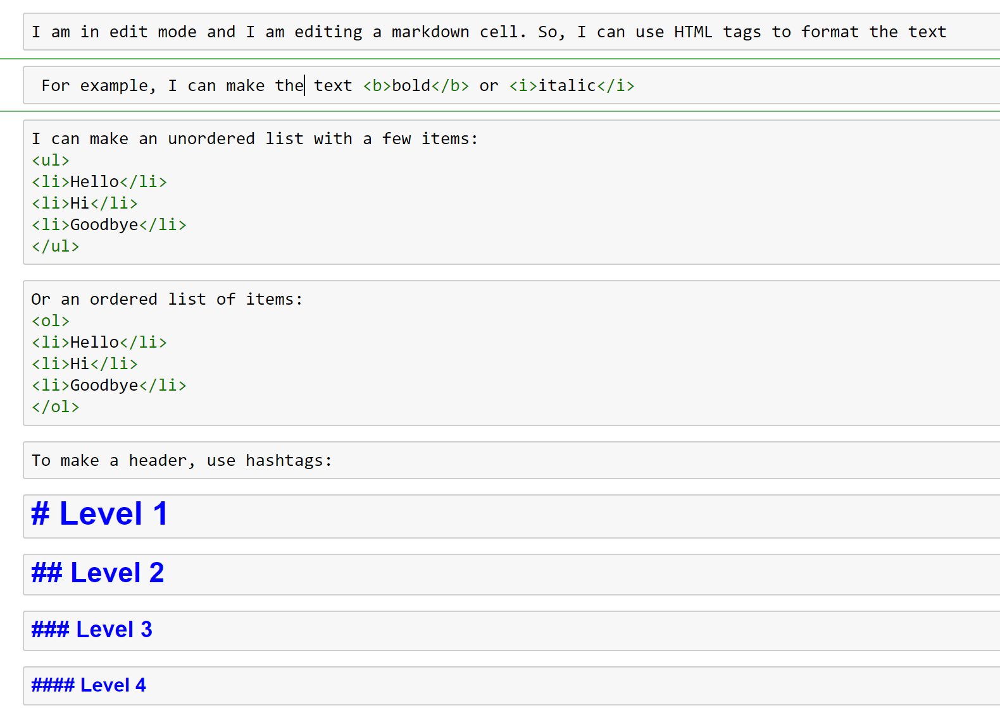 I am in edit mode and I am editing a markdown cell. So, I can use HTML tags to format the text
For example, I can make the text <b>bold</b> or <i>italic</i>
I can make an unordered list with a few items:
<ul>
<li>Hello</li>
<li>Hi</li>
<li>Goodbye</li>
</ul>
Or an ordered list of items:
<ol>
<li>Hello</li>
<li>Hi</li>
<li>Goodbye</li>
</ol>
To make a header, use hashtags:
# Level 1
## Level 2
### Level 3
#### Level 4